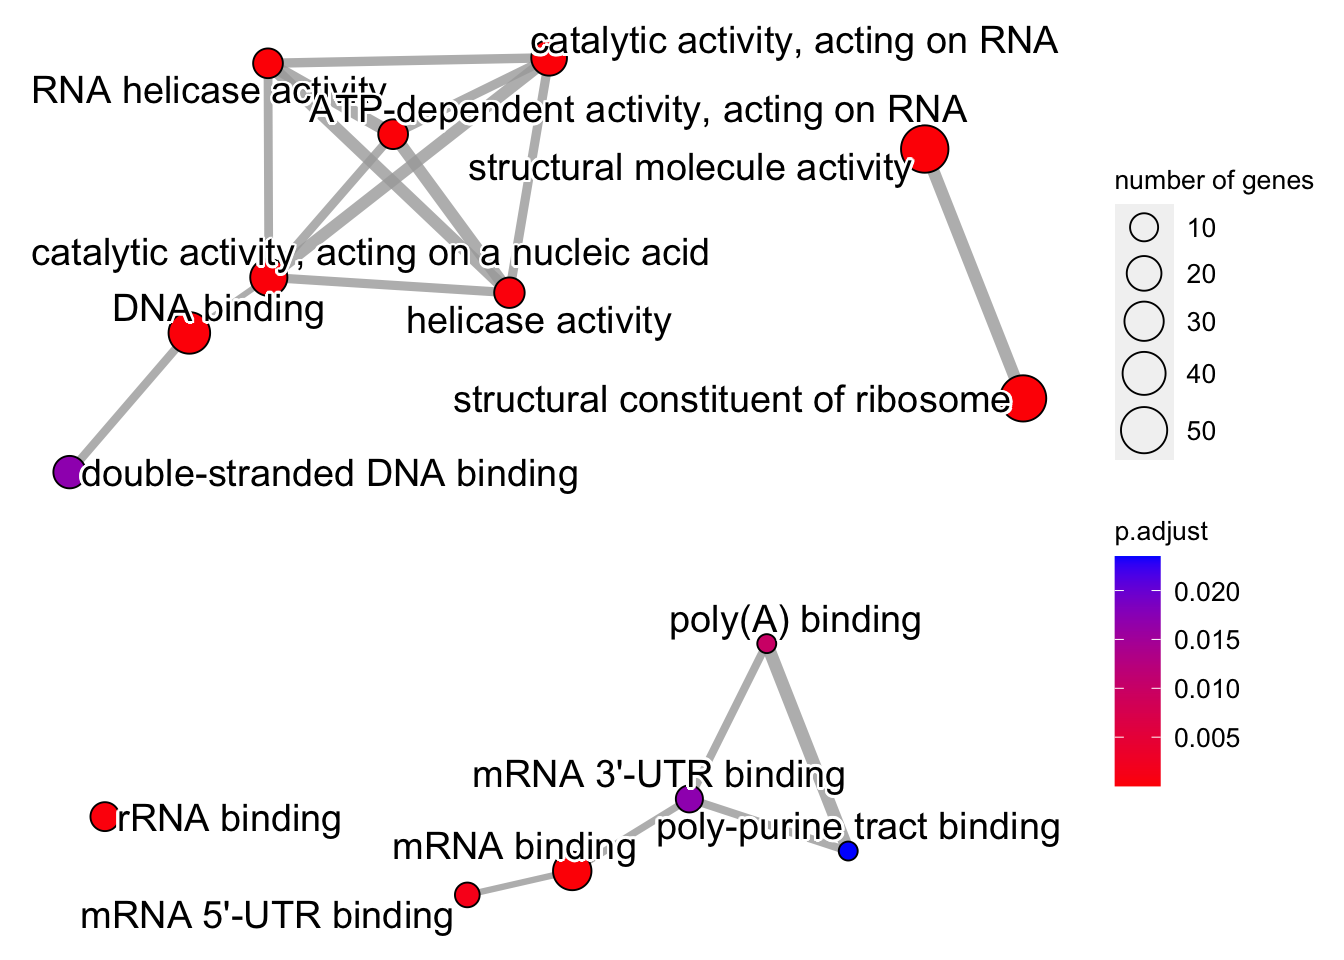 catalytic activity, acting on RNA
RNA helicase activity
ATP-dependent activity, acting on RNA
structural molecule activity
catalytic activity, acting on a nucleic acid
DNA binding
helicase activity
structural constituent of ribosome
double-stranded DNA binding
poly(A) binding
mRNA 3'-UTR binding
poly-purine tract binding
rRNA binding
mRNA binding
mRNA 5'-UTR binding
number of genes
10
20
30
40
50
p.adjust
0.020
0.015
0.010
0.005